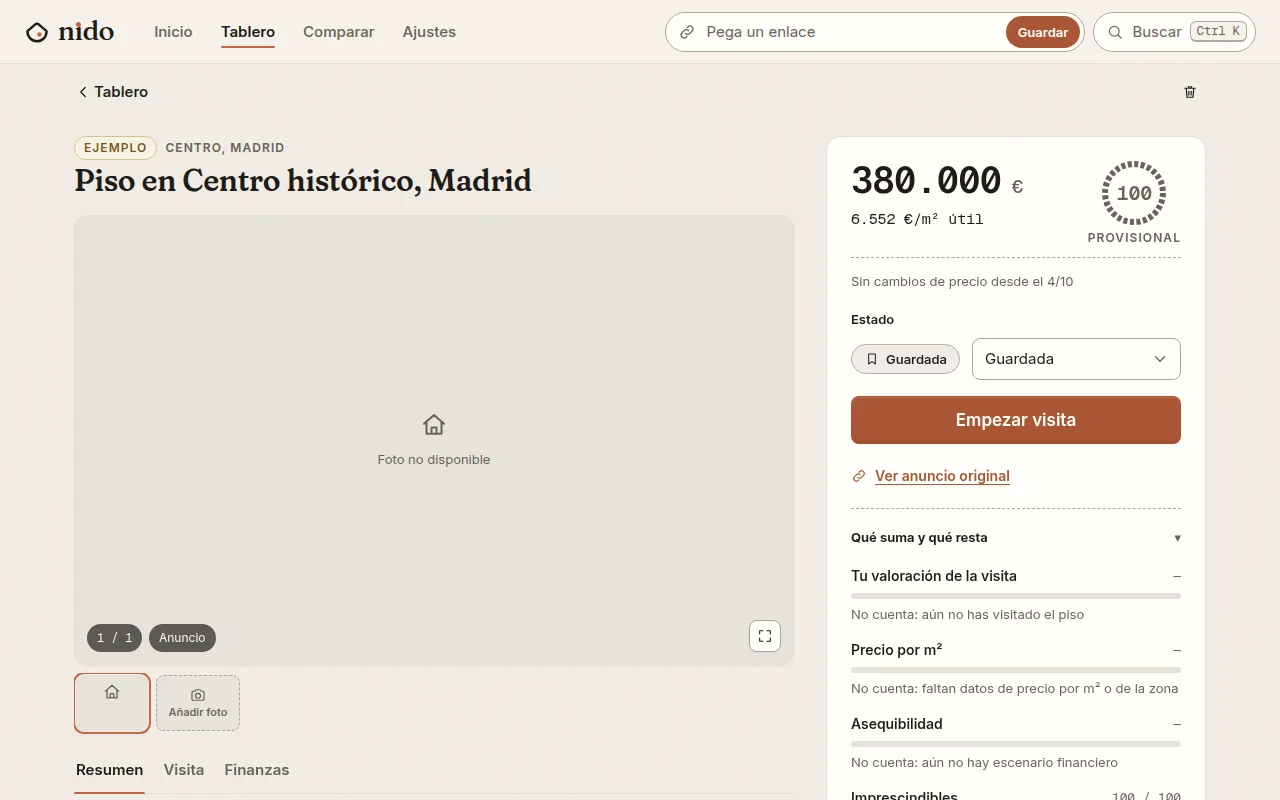 nido
Inicio
Tablero
Comparar
Ajustes
Pega un enlace
Guardar
Buscar
Ctrl K
Tablero
EJEMPLO
CENTRO, MADRID
Piso en Centro histórico, Madrid
Foto no disponible
1 / 1
Anuncio
Añadir foto
Resumen
Visita
Finanzas
380.000 €
6.552 €/m² útil
100
PROVISIONAL
Sin cambios de precio desde el 4/10
Estado
Guardada
Guardada
Empezar visita
Ver anuncio original
Qué suma y qué resta
Tu valoración de la visita –
No cuenta: aún no has visitado el piso
Precio por m² –
No cuenta: faltan datos de precio por m² o de la zona
Asequibilidad –
No cuenta: aún no hay escenario financiero
Imprescindibles 100 / 100